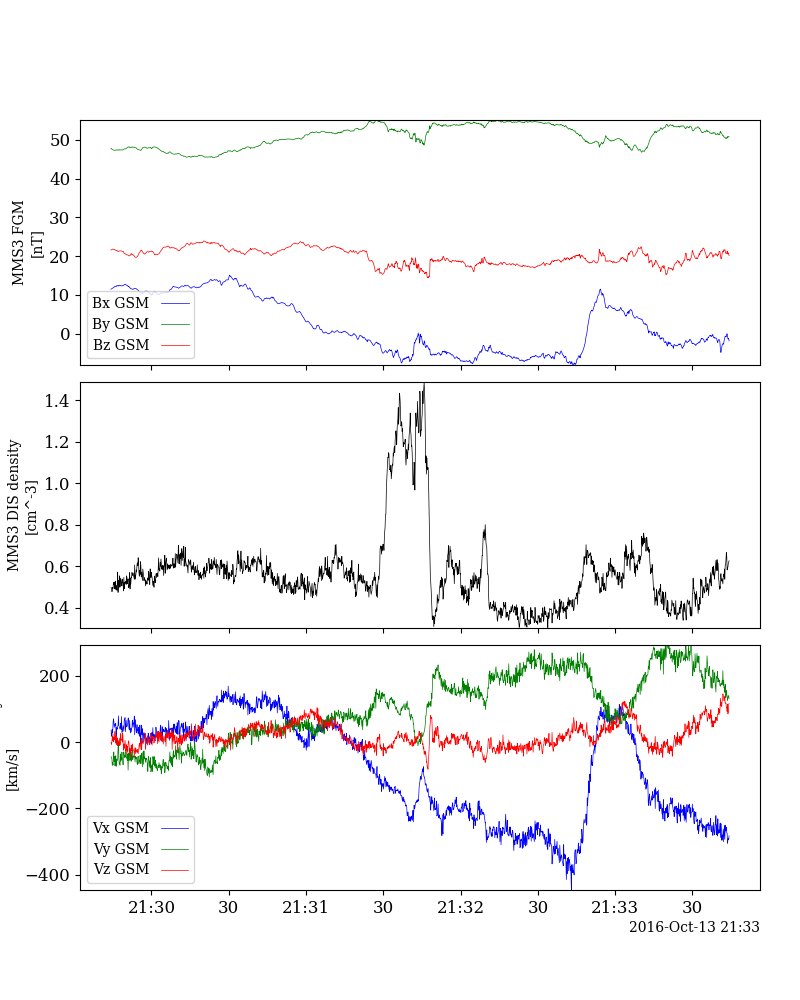 50
40
30
20
10
0
MMS3 FGM
[nT]
Bx GSM
By GSM
Bz GSM
1.4
1.2
1.0
0.8
0.6
0.4
MMS3 DIS density
[cm^-3]
200
0
−200
−400
[km/s]
Vx GSM
Vy GSM
Vz GSM
21:30 30 21:31 30 21:32 30 21:33 30
2016-Oct-13 21:33